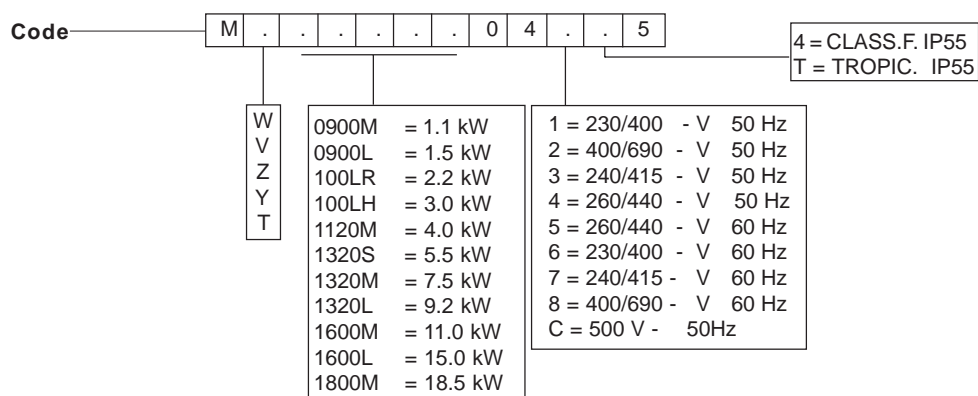 Code M . . . . . . 0 4 . . 5
4 = CLASS.F. IP55
T = TROPIC. IP55
W
V
Z
Y
T
0900M = 1.1 kW
0900L = 1.5 kW
100LR = 2.2 kW
100LH = 3.0 kW
1120M = 4.0 kW
1320S = 5.5 kW
1320M = 7.5 kW
1320L = 9.2 kW
1600M = 11.0 kW
1600L = 15.0 kW
1800M = 18.5 kW
1 = 230/400 - V 50 Hz
2 = 400/690 - V 50 Hz
3 = 240/415 - V 50 Hz
4 = 260/440 - V 50 Hz
5 = 260/440 - V 60 Hz
6 = 230/400 - V 60 Hz
7 = 240/415 - V 60 Hz
8 = 400/690 - V 60 Hz
C = 500 V - 50Hz